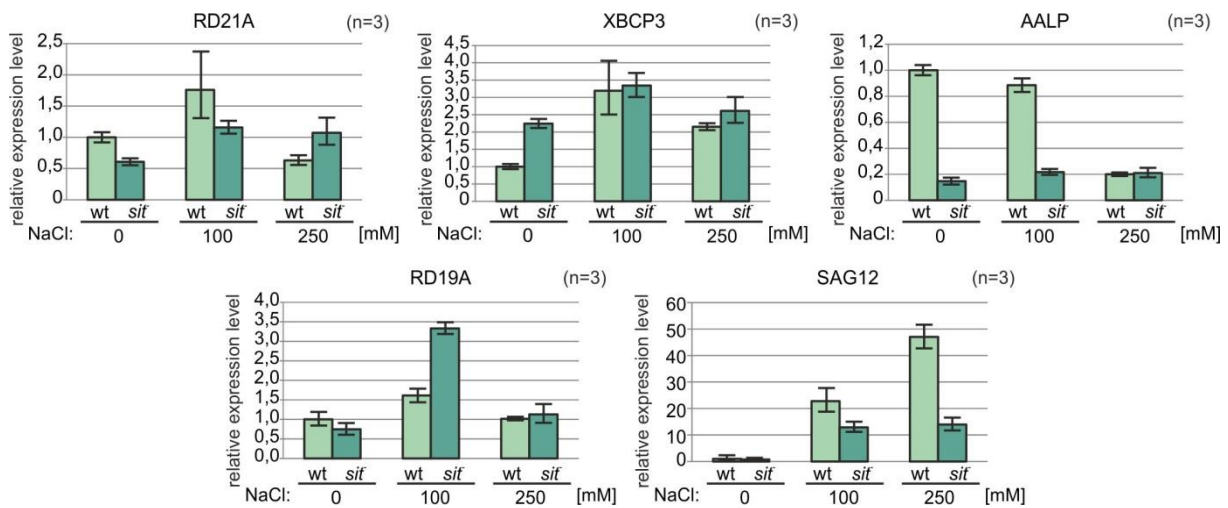 RD21A (n=3)
relative expression level
2,5
2,0
1,5
1,0
0,5
0
wt sit wt sit wt sit
NaCl: 0 100 250 [mM]
XBCP3 (n=3)
relative expression level
4,5
4,0
3,5
3,0
2,5
2,0
1,5
1,0
0,5
0
wt sit wt sit wt sit
NaCl: 0 100 250 [mM]
AALP (n=3)
relative expression level
1,2
1,0
0,8
0,6
0,4
0,2
0
wt sit wt sit wt sit
NaCl: 0 100 250 [mM]
RD19A (n=3)
relative expression level
4,0
3,5
3,0
2,5
2,0
1,5
1,0
0,5
0,0
wt sit wt sit wt sit
NaCl: 0 100 250 [mM]
SAG12 (n=3)
relative expression level
60
50
40
30
20
10
0
wt sit wt sit wt sit
NaCl: 0 100 250 [mM]